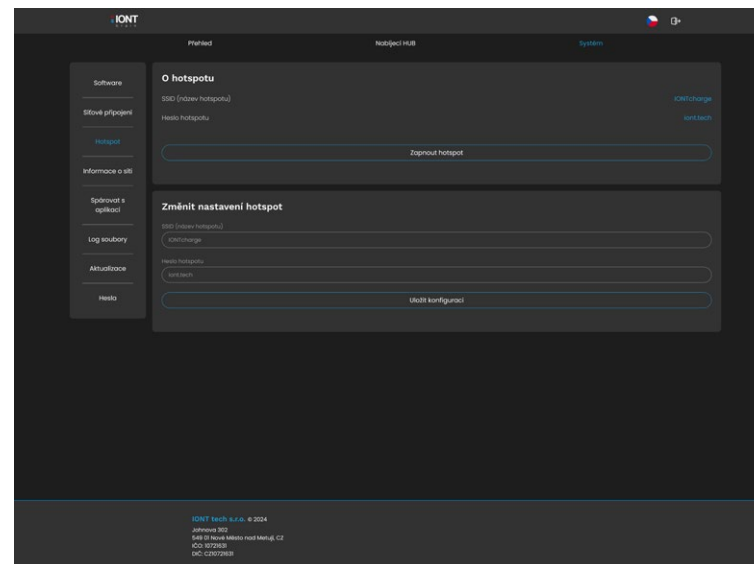 IONT
Přehled
Nabíjecí HUB
Systém
Software
Síťové připojení
Hotspot
Informace o síti
Spárovat s
aplikací
Log soubory
Aktualizace
Hesla
O hotspotu
SSID (název hotspotu)
IONTcharge
Heslo hotspotu
iont.tech
Zapnout hotspot
Změnit nastavení hotspot
SSID (název hotspotu)
IONTcharge
Heslo hotspotu
iont.tech
Uložit konfiguraci
IONT tech s.r.o. © 2024
Johnova 302
549 01 Nové Město nad Metují, CZ
IČO: 10721631
DIČ: CZ10721631